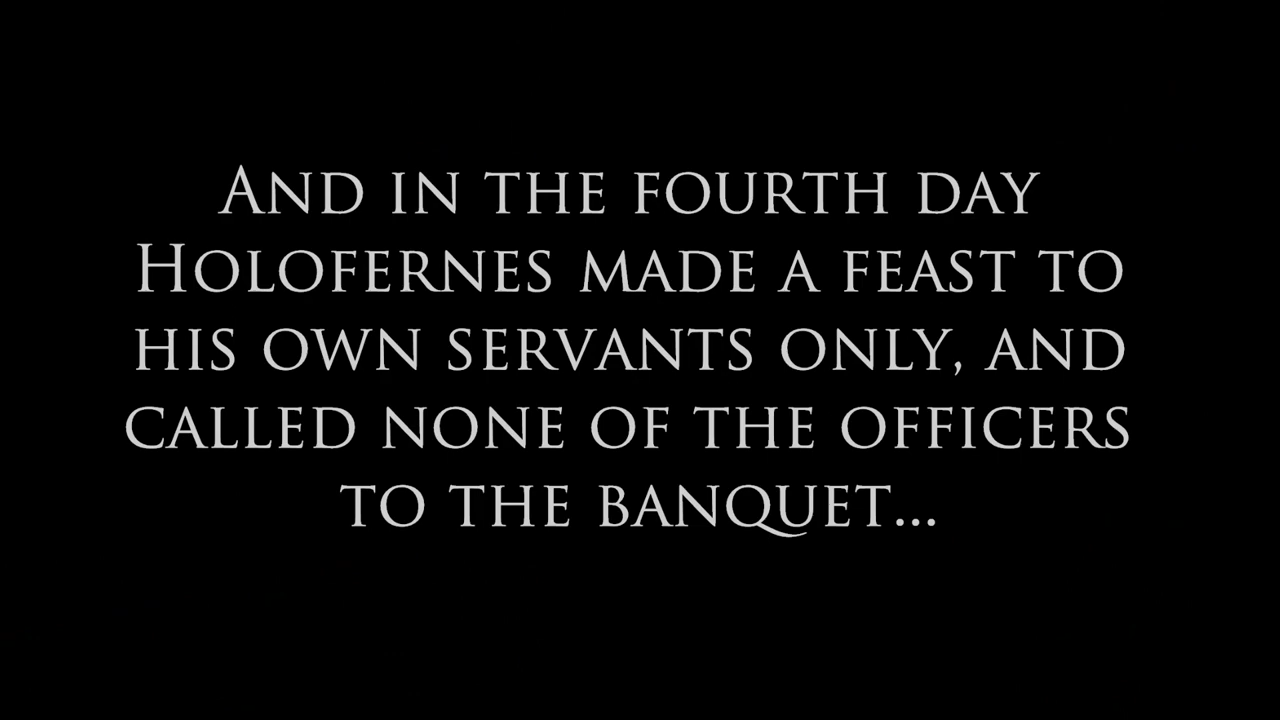 And in the fourth day
Holofernes made a feast to
his own servants only, and
called none of the officers
to the banquet...